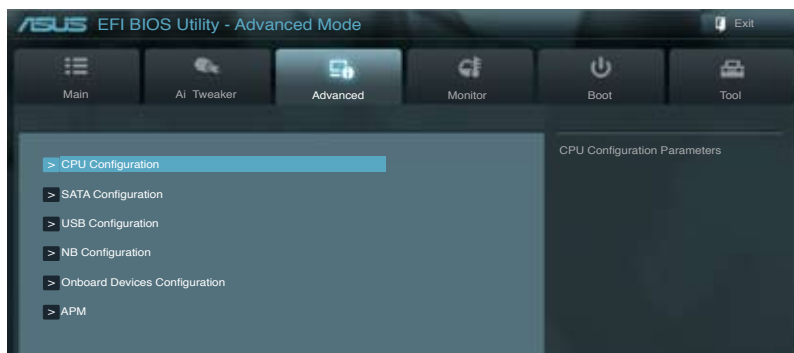 ASUS EFI BIOS Utility - Advanced Mode Exit
Main Ai Tweaker Advanced Monitor Boot Tool
> CPU Configuration
CPU Configuration Parameters
> SATA Configuration
> USB Configuration
> NB Configuration
> Onboard Devices Configuration
> APM